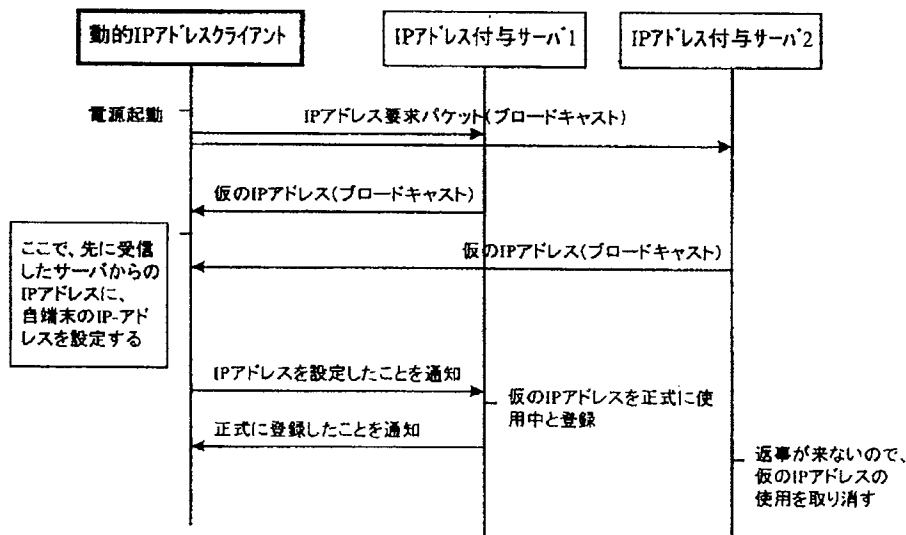 動的IPアドレスクライアント
IPアドレス付与サーバ1
IPアドレス付与サーバ2
電源起動
IPアドレス要求パケット(ブロードキャスト)
仮のIPアドレス(ブロードキャスト)
仮のIPアドレス(ブロードキャスト)
ここで、先に受信
したサーバからの
IPアドレスに、
自端末のIP-アド
レスを設定する
IPアドレスを設定したことを通知
仮のIPアドレスを正式に使
用中と登録
正式に登録したことを通知
返事が来ないので、
仮のIPアドレスの
使用を取り消す